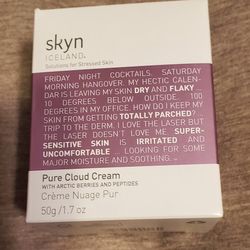 skyn
ICELAND.
Solutions for Stressed Skin
FRIDAY NIGHT COCKTAILS. SATURDAY
MORNING HANGOVER. MY HECTIC CALEN-
DAR IS LEAVING MY SKIN DRY AND FLAKY ...
10 DEGREES BELOW OUTSIDE. 100
DEGREES IN MY OFFICE. HOW DO I KEEP MY
SKIN FROM GETTING TOTALLY PARCHED? ...
TRIP TO THE DERM. I LOVE THE LASER BUT
THE LASER DOESN'T LOVE ME. SUPER-
SENSITIVE SKIN IS IRRITATED AND
UNCOMFORTABLE ... LOOKING FOR SOME
MAJOR MOISTURE AND SOOTHING. ...
Pure Cloud Cream
WITH ARCTIC BERRIES AND PEPTIDES
Crème Nuage Pur
50g/1.7 oz